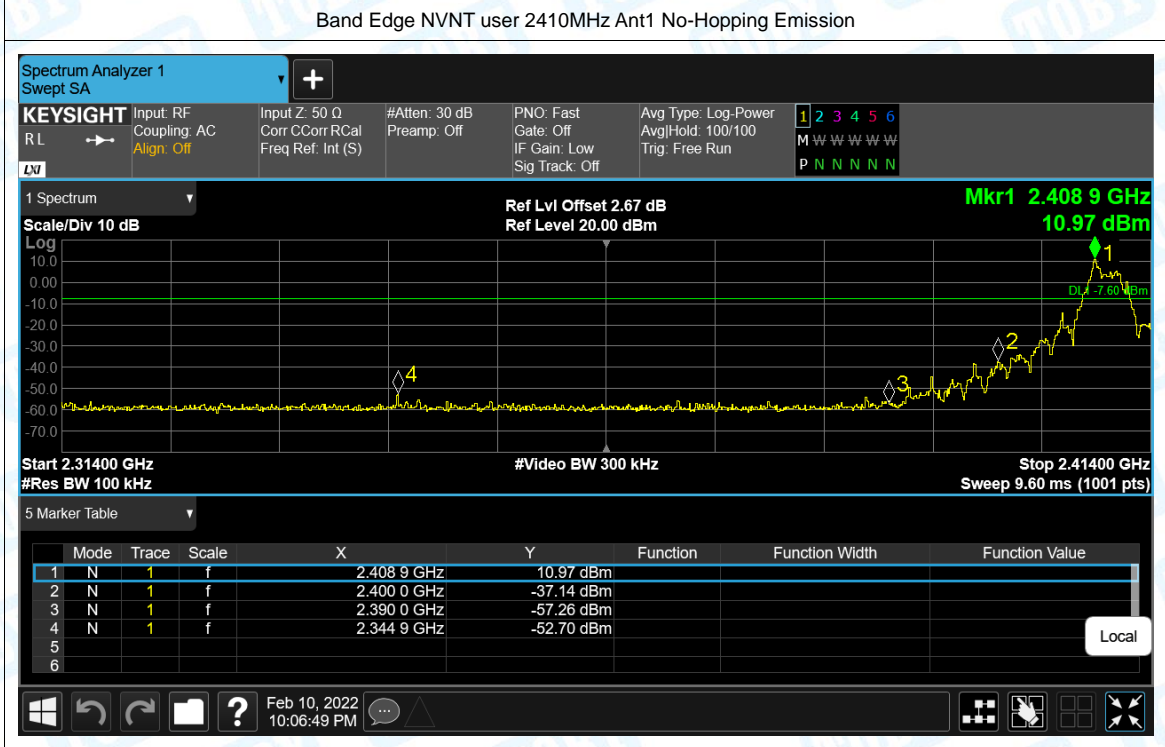 Band Edge NVNT user 2410MHz Ant1 No-Hopping Emission
Spectrum Analyzer 1
Swept SA
+
KEYSIGHT
R L
LXI
Input: RF
Coupling: AC
Align: Off
Input Z: 50 Ω
Corr CCorr RCal
Freq Ref: Int (S)
#Atten: 30 dB
Preamp: Off
PNO: Fast
Gate: Off
IF Gain: Low
Sig Track: Off
Avg Type: Log-Power
Avg|Hold: 100/100
Trig: Free Run
1 2 3 4 5 6
M W W W W W
P N N N N N
1 Spectrum
Scale/Div 10 dB
Ref Lvl Offset 2.67 dB
Ref Level 20.00 dBm
Mkr1 2.408 9 GHz
10.97 dBm
Log
10.0
0.00
-10.0
-20.0
-30.0
-40.0
-50.0
-60.0
-70.0
1
DL1 -7.60 dBm
2
4
3
Start 2.31400 GHz
#Video BW 300 kHz
Stop 2.41400 GHz
#Res BW 100 kHz
Sweep 9.60 ms (1001 pts)
5 Marker Table
Mode Trace Scale X Y Function Function Width Function Value
1 N 1 f 2.408 9 GHz 10.97 dBm
2 N 1 f 2.400 0 GHz -37.14 dBm
3 N 1 f 2.390 0 GHz -57.26 dBm
4 N 1 f 2.344 9 GHz -52.70 dBm
5
6
Local
?
Feb 10, 2022
10:06:49 PM
TOBY